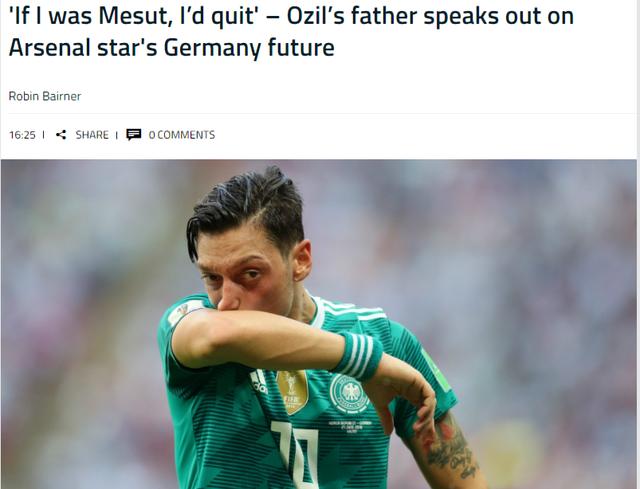 'If I was Mesut, I'd quit' – Ozil's father speaks out on
Arsenal star's Germany future
Robin Bairner
16:25 | SHARE | 0 COMMENTS
adidas
FIFA
10